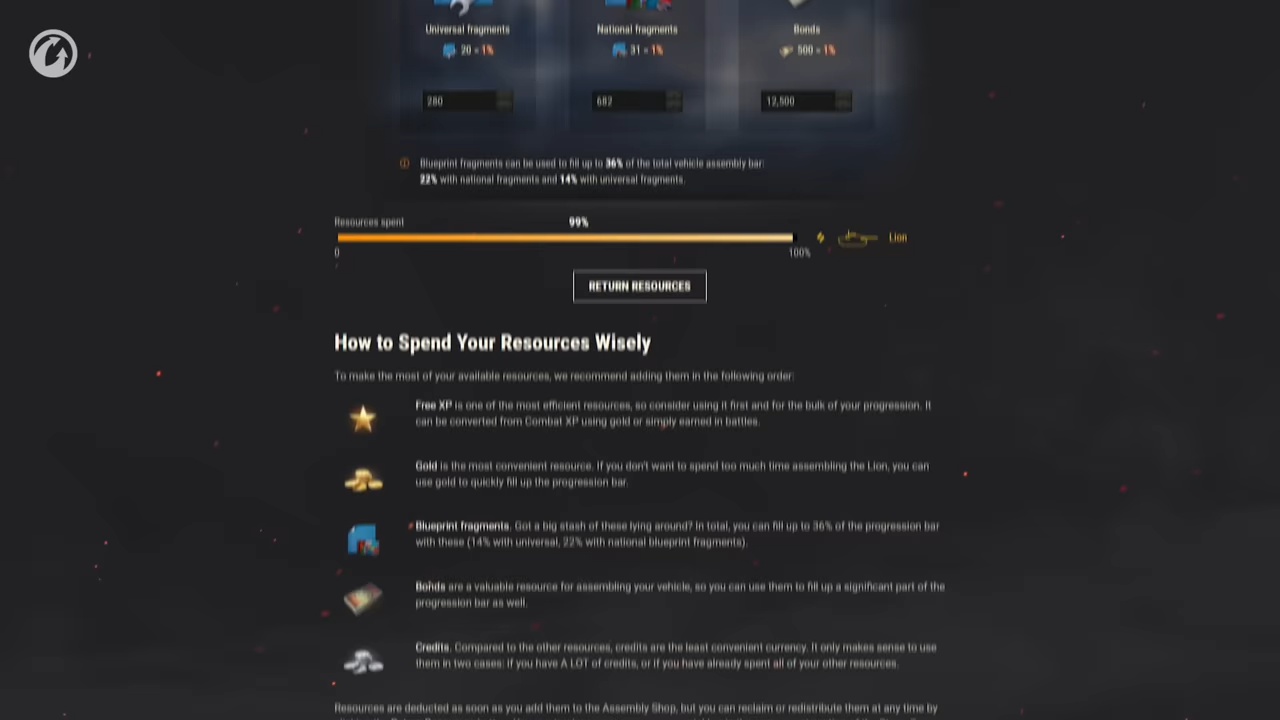 Universal fragments National fragments Bonds
20 = 1% 31 = 1% 500 = 1%
280 682 12,500
Blueprint fragments can be used to fill up to 36% of the total vehicle assembly bar:
22% with national fragments and 14% with universal fragments.
Resources spent 99%
Lion
0 100%
RETURN RESOURCES
How to Spend Your Resources Wisely
To make the most of your available resources, we recommend adding them in the following order:
Free XP is one of the most efficient resources, so consider using it first and for the bulk of your progression. It
can be converted from Combat XP using gold or simply earned in battles.
Gold is the most convenient resource. If you don't want to spend too much time assembling the Lion, you can
use gold to quickly fill up the progression bar.
Blueprint fragments. Got a big stash of these lying around? In total, you can fill up to 36% of the progression bar
with these (14% with universal, 22% with national blueprint fragments).
Bonds are a valuable resource for assembling your vehicle, so you can use them to fill up a significant part of the
progression bar as well.
Credits. Compared to the other resources, credits are the least convenient currency. It only makes sense to use
them in two cases: if you have A LOT of credits, or if you have already spent all of your other resources.
Resources are deducted as soon as you add them to the Assembly Shop, but you can reclaim or redistribute them at any time by